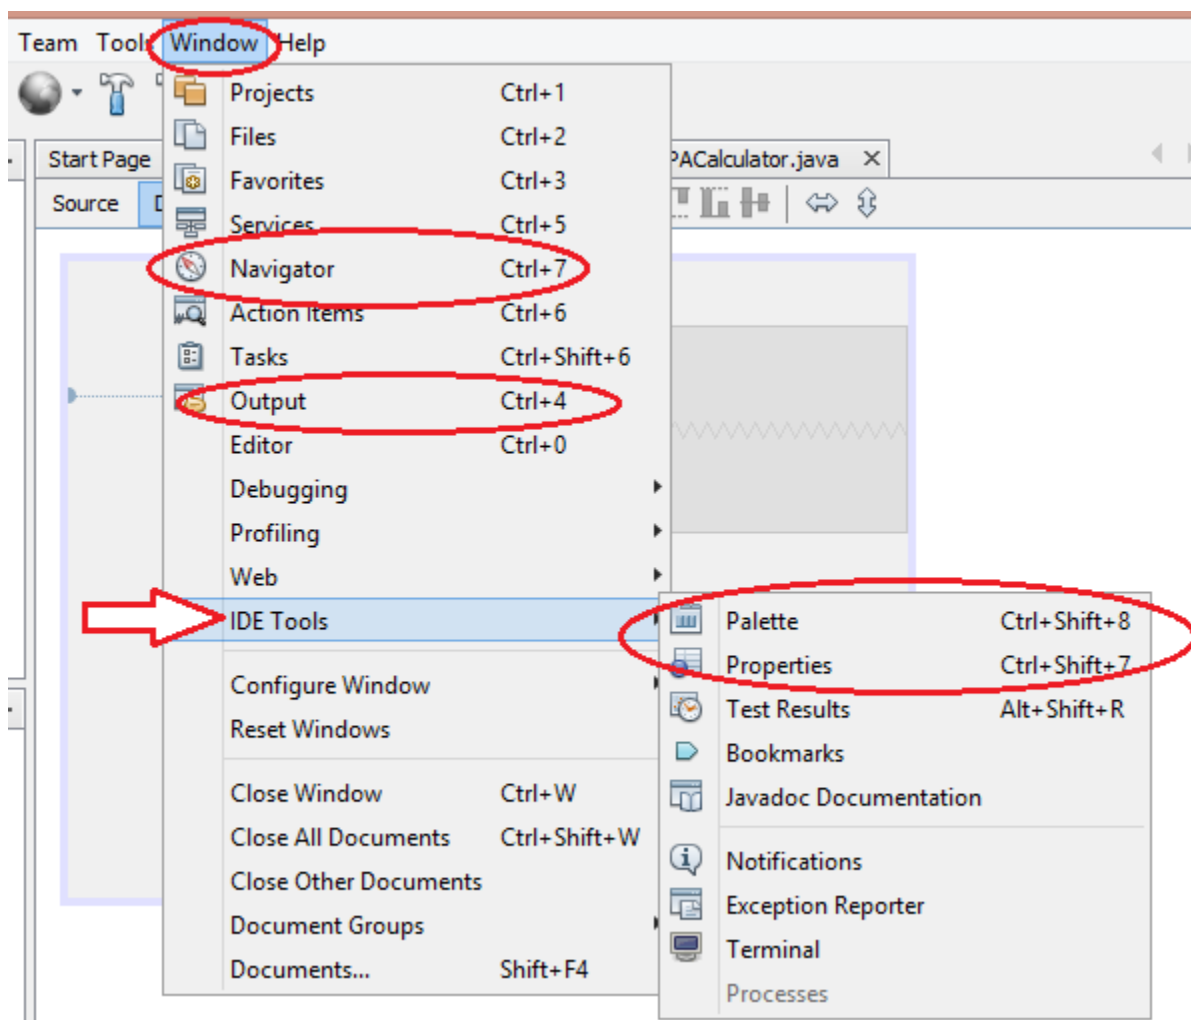 Team Tools Window Help
Projects Ctrl+1
Files Ctrl+2
Start Page PACalculator.java
Favorites Ctrl+3
Source
Services Ctrl+5
Navigator Ctrl+7
Action Items Ctrl+6
Tasks Ctrl+Shift+6
Output Ctrl+4
Editor Ctrl+0
Debugging
Profiling
Web
IDE Tools
Configure Window
Reset Windows
Close Window Ctrl+W
Close All Documents Ctrl+Shift+W
Close Other Documents
Document Groups
Documents... Shift+F4
Palette Ctrl+Shift+8
Properties Ctrl+Shift+7
Test Results Alt+Shift+R
Bookmarks
Javadoc Documentation
Notifications
Exception Reporter
Terminal
Processes